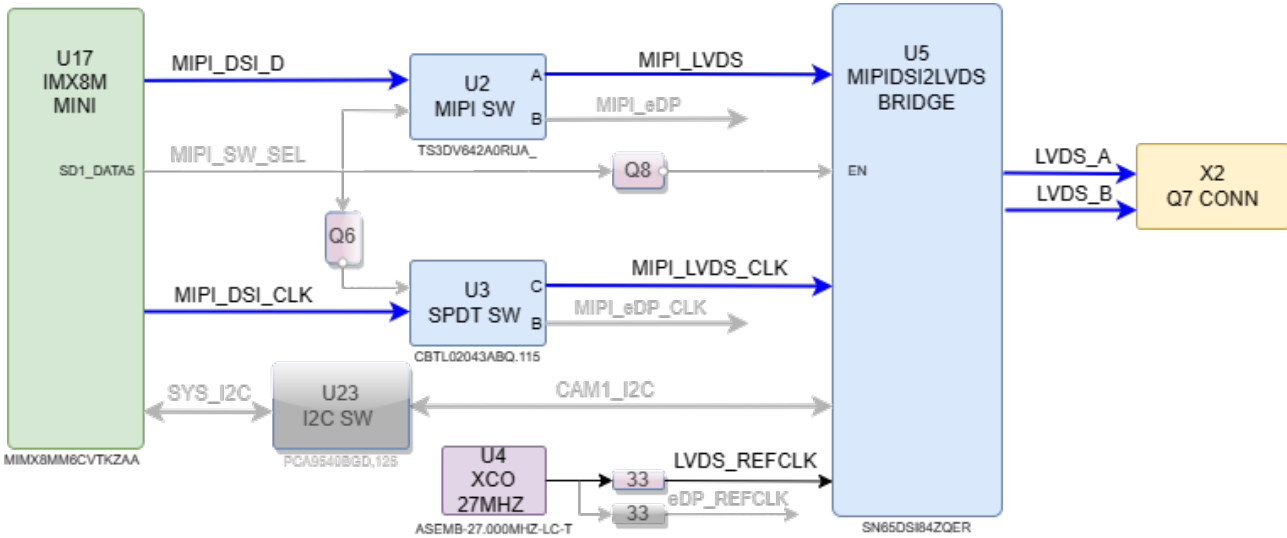 U17
IMX8M
MINI
SD1_DATA5
MIMX8MM6CVTKZAA
MIPI_DSI_D
U2
MIPI SW
A
B
TS3DV642A0RUA_
MIPI_LVDS
MIPI_eDP
MIPI_SW_SEL
Q8
Q6
MIPI_DSI_CLK
U3
SPDT SW
C
B
CBTL02043ABQ.115
MIPI_LVDS_CLK
MIPI_eDP_CLK
SYS_I2C
U23
I2C SW
PCA9540BGD,125
CAM1_I2C
U4
XCO
27MHZ
ASEMB-27.000MHZ-LC-T
33
LVDS_REFCLK
33
eDP_REFCLK
U5
MIPIDSI2LVDS
BRIDGE
EN
SN65DSI84ZQER
LVDS_A
LVDS_B
X2
Q7 CONN